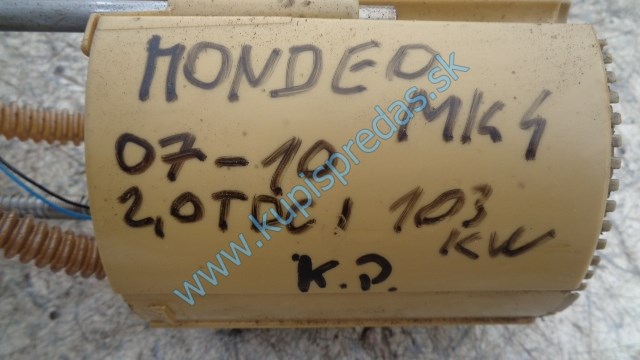 MONDEO
MK4
07-10
2,0TDCi 103
KW
K.P.
www.kupispredas.sk